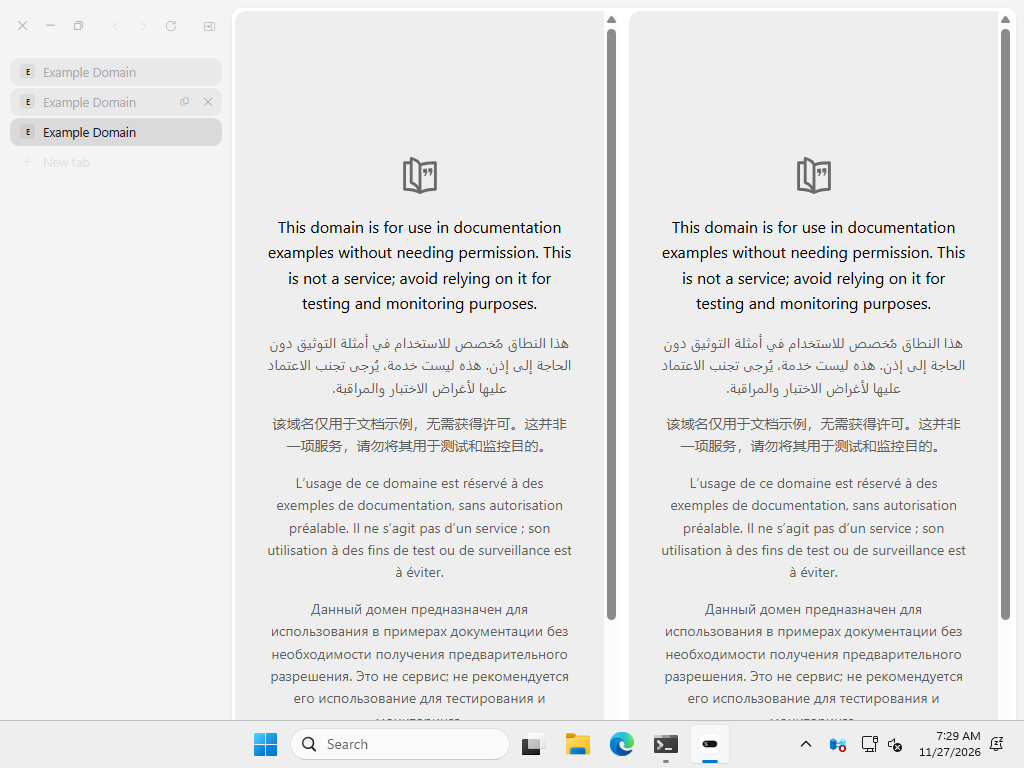 E Example Domain
E Example Domain
E Example Domain
New tab
This domain is for use in documentation
examples without needing permission. This
is not a service; avoid relying on it for
testing and monitoring purposes.
هذا النطاق مُخصص للاستخدام في أمثلة التوثيق دون
الحاجة إلى إذن. هذه ليست خدمة، يُرجى تجنب الاعتماد
عليها لأغراض الاختبار والمراقبة.
该域名仅用于文档示例，无需获得许可。这并非
一项服务，请勿将其用于测试和监控目的。
L’usage de ce domaine est réservé à des
exemples de documentation, sans autorisation
préalable. Il ne s’agit pas d’un service ; son
utilisation à des fins de test ou de surveillance est
à éviter.
Данный домен предназначен для
использования в примерах документации без
необходимости получения предварительного
разрешения. Это не сервис; не рекомендуется
его использование для тестирования и
This domain is for use in documentation
examples without needing permission. This
is not a service; avoid relying on it for
testing and monitoring purposes.
هذا النطاق مُخصص للاستخدام في أمثلة التوثيق دون
الحاجة إلى إذن. هذه ليست خدمة، يُرجى تجنب الاعتماد
عليها لأغراض الاختبار والمراقبة.
该域名仅用于文档示例，无需获得许可。这并非
一项服务，请勿将其用于测试和监控目的。
L’usage de ce domaine est réservé à des
exemples de documentation, sans autorisation
préalable. Il ne s’agit pas d’un service ; son
utilisation à des fins de test ou de surveillance est
à éviter.
Данный домен предназначен для
использования в примерах документации без
необходимости получения предварительного
разрешения. Это не сервис; не рекомендуется
его использование для тестирования и
Search
7:29 AM
11/27/2026